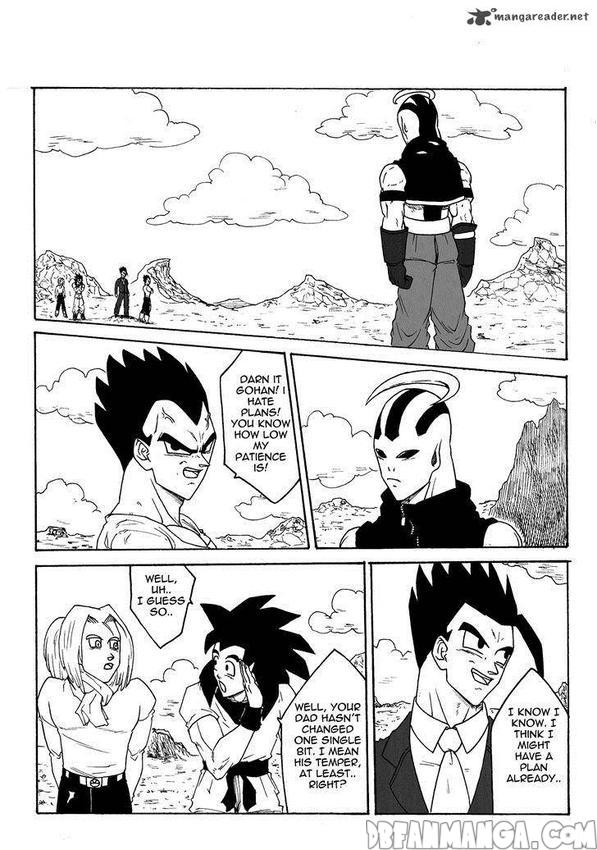 mangareader.net
DARN IT
GOHAN! I
HATE
PLANS!
YOU KNOW
HOW LOW
MY
PATIENCE
IS!
WELL,
UH..
I GUESS
SO..
WELL, YOUR
DAD HASN'T
CHANGED
ONE SINGLE
BIT. I MEAN
HIS TEMPER,
AT LEAST..
RIGHT?
I KNOW I
KNOW. I
THINK I
MIGHT
HAVE A
PLAN
ALREADY..
DBFANMANGA.COM